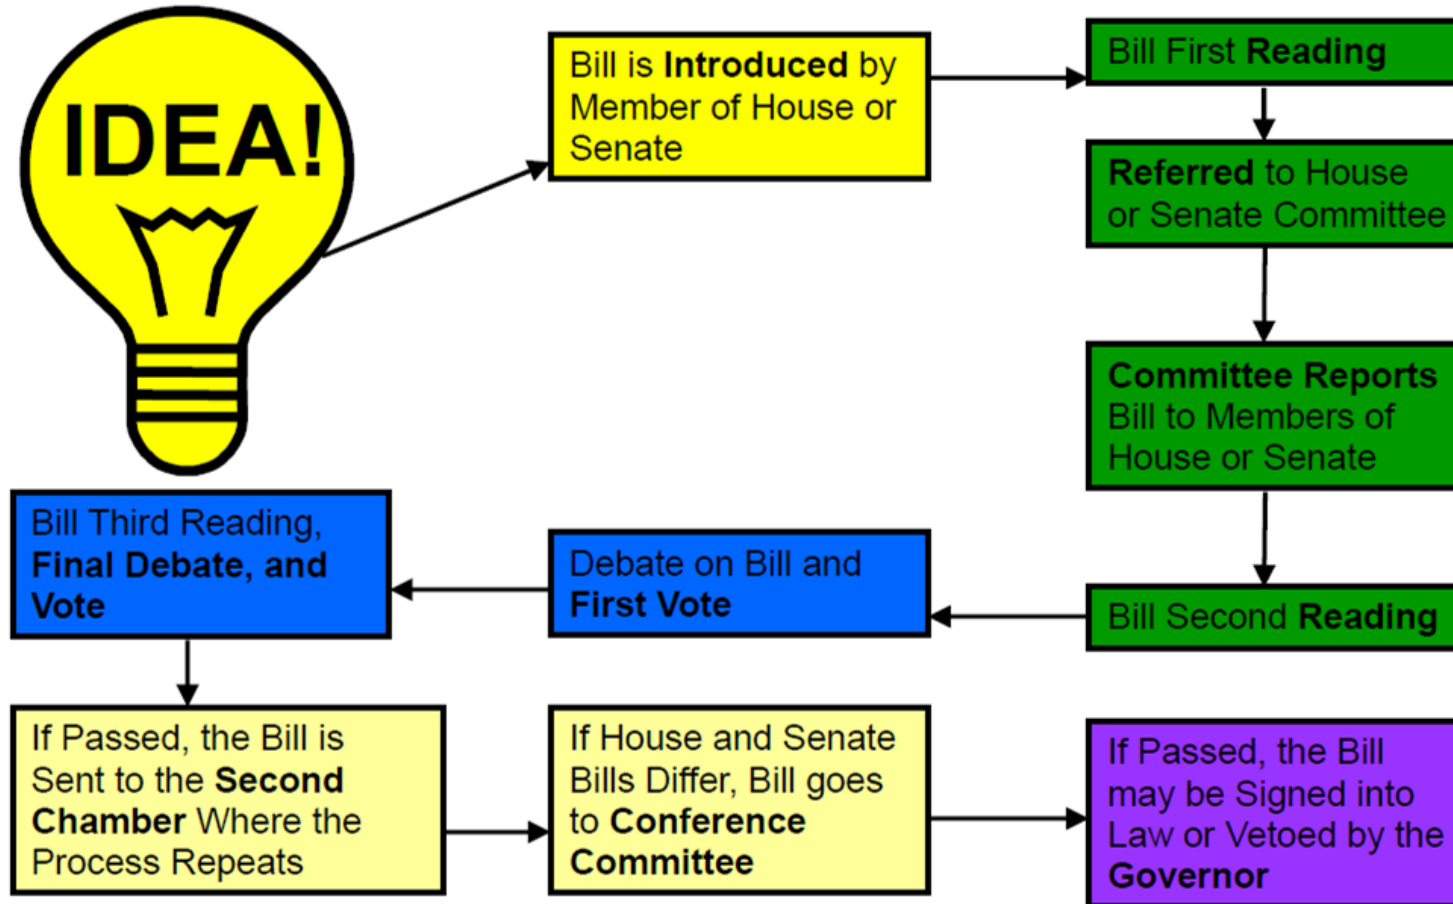 IDEA!
Bill is Introduced by
Member of House or
Senate
Bill First Reading
Referred to House
or Senate Committee
Committee Reports
Bill to Members of
House or Senate
Bill Second Reading
Debate on Bill and
First Vote
Bill Third Reading,
Final Debate, and
Vote
If Passed, the Bill is
Sent to the Second
Chamber Where the
Process Repeats
If House and Senate
Bills Differ, Bill goes
to Conference
Committee
If Passed, the Bill
may be Signed into
Law or Vetoed by the
Governor